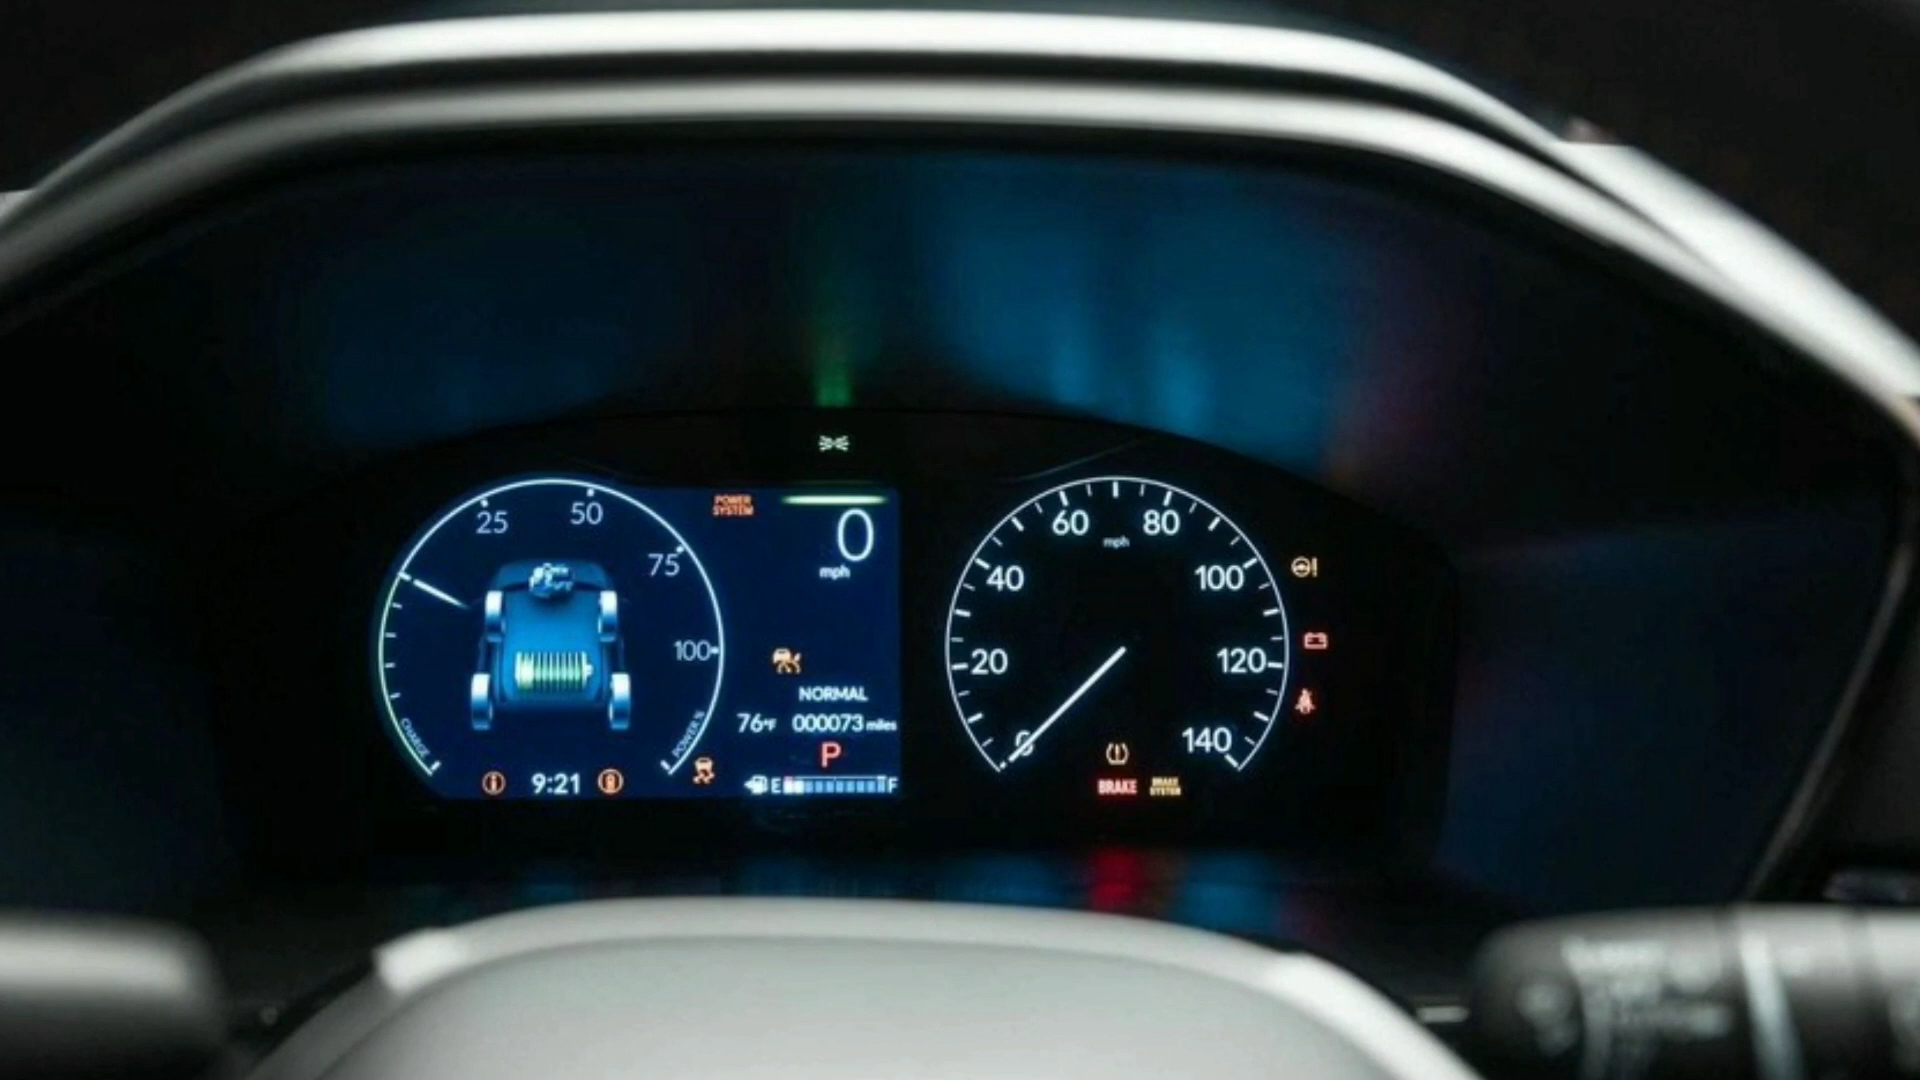 POWER
SYSTEM
0
mph
25
50
75
100
CHARGE
POWER %
NORMAL
76°F 000073 miles
P
9:21
E F
0
20
40
60
80
100
120
140
mph
BRAKE
BRAKE
SYSTEM